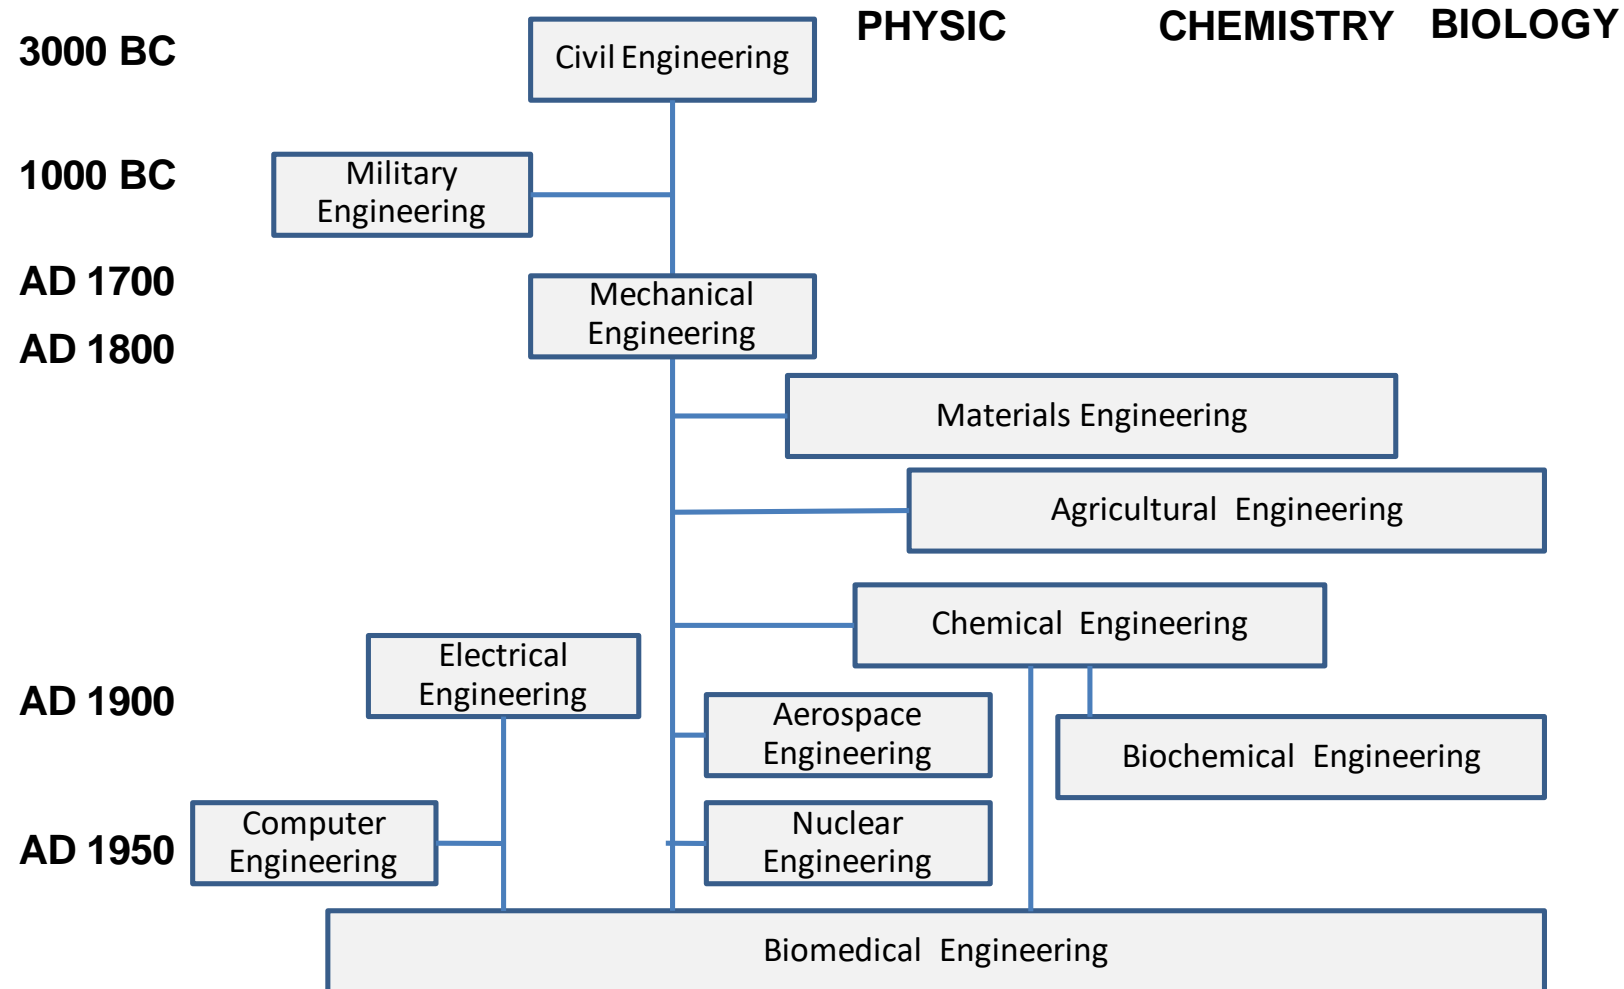 PHYSIC CHEMISTRY BIOLOGY
3000 BC
Civil Engineering
1000 BC
Military
Engineering
AD 1700
Mechanical
Engineering
AD 1800
Materials Engineering
Agricultural Engineering
Chemical Engineering
Electrical
Engineering
AD 1900
Aerospace
Engineering
Biochemical Engineering
Computer
Engineering
AD 1950
Nuclear
Engineering
Biomedical Engineering